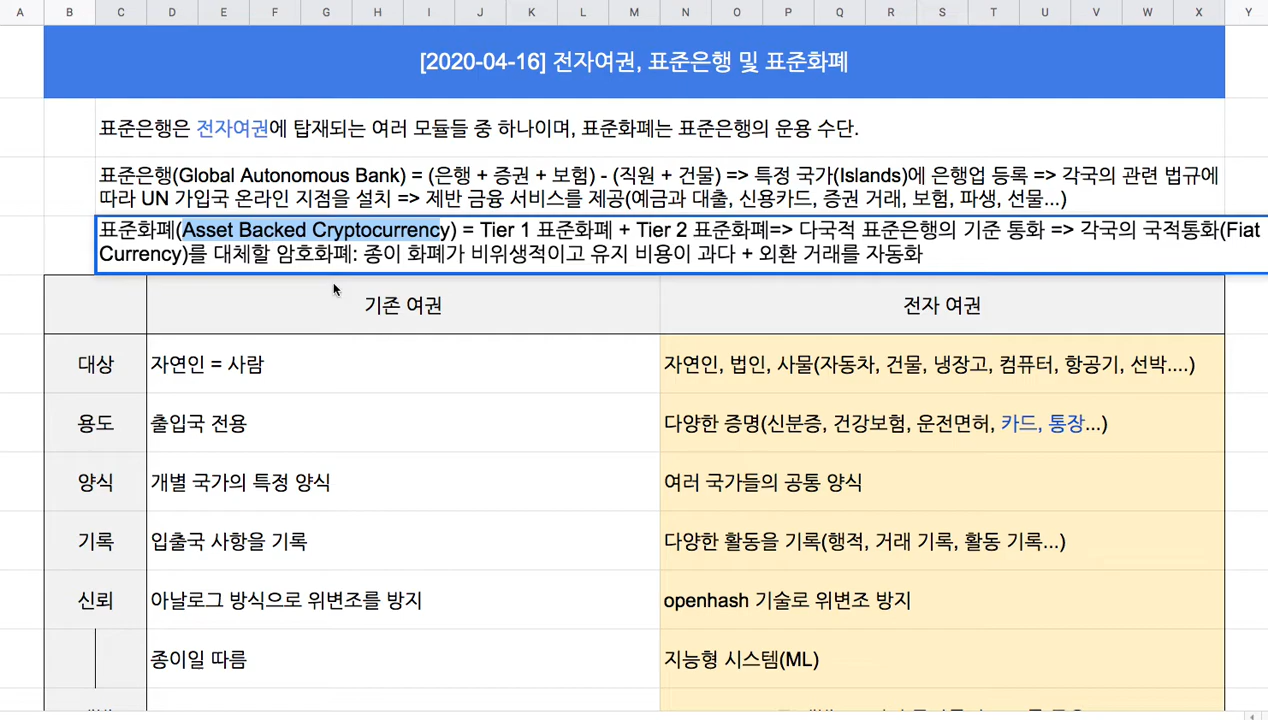 A B C D E F G H I J K L M N O P Q R S T U V W X Y
[2020-04-16] 전자여권, 표준은행 및 표준화폐
표준은행은 전자여권에 탑재되는 여러 모듈들 중 하나이며, 표준화폐는 표준은행의 운용 수단.
표준은행(Global Autonomous Bank) = (은행 + 증권 + 보험) - (직원 + 건물) => 특정 국가(Islands)에 은행업 등록 => 각국의 관련 법규에
따라 UN 가입국 온라인 지점을 설치 => 제반 금융 서비스를 제공(예금과 대출, 신용카드, 증권 거래, 보험, 파생, 선물...)
표준화폐(Asset Backed Cryptocurrency) = Tier 1 표준화폐 + Tier 2 표준화폐=> 다국적 표준은행의 기준 통화 => 각국의 국적통화(Fiat
Currency)를 대체할 암호화폐: 종이 화폐가 비위생적이고 유지 비용이 과다 + 외환 거래를 자동화
기존 여권 전자 여권
대상 자연인 = 사람 자연인, 법인, 사물(자동차, 건물, 냉장고, 컴퓨터, 항공기, 선박....)
용도 출입국 전용 다양한 증명(신분증, 건강보험, 운전면허, 카드, 통장...)
양식 개별 국가의 특정 양식 여러 국가들의 공통 양식
기록 입출국 사항을 기록 다양한 활동을 기록(행적, 거래 기록, 활동 기록...)
신뢰 아날로그 방식으로 위변조를 방지 openhash 기술로 위변조 방지
종이일 따름 지능형 시스템(ML)